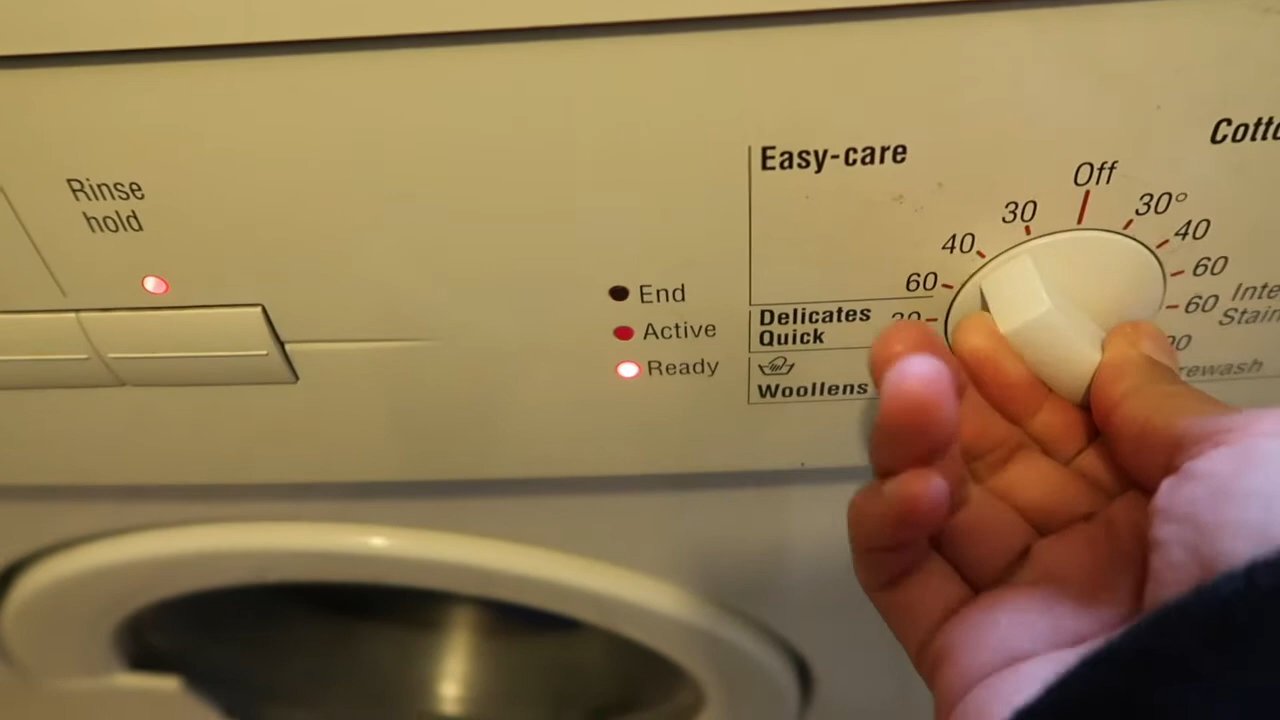 Rinse
hold
End
Active
Ready
Easy-care
Delicates
Quick
Woollens
Off
30
40
60
30°
40
60
60